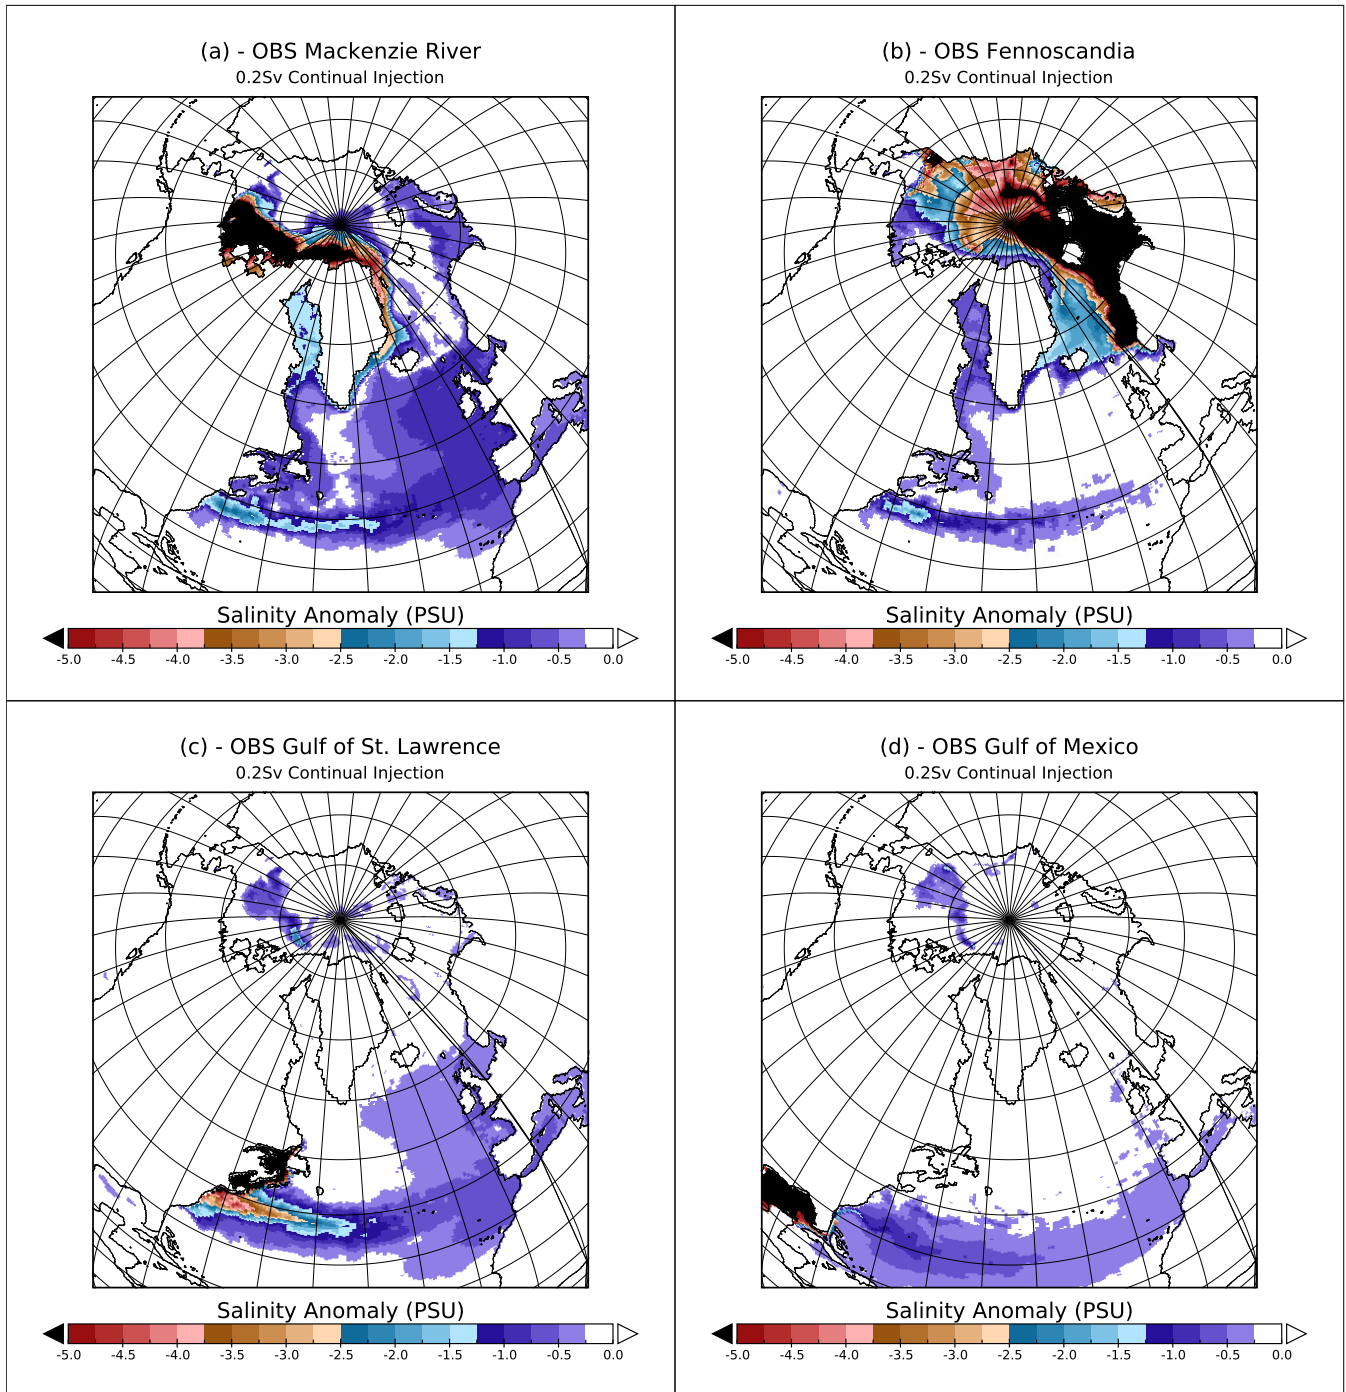 (a) - OBS Mackenzie River
0.2Sv Continual Injection
Salinity Anomaly (PSU)
-5.0 -4.5 -4.0 -3.5 -3.0 -2.5 -2.0 -1.5 -1.0 -0.5 0.0
(b) - OBS Fennoscandia
0.2Sv Continual Injection
Salinity Anomaly (PSU)
-5.0 -4.5 -4.0 -3.5 -3.0 -2.5 -2.0 -1.5 -1.0 -0.5 0.0
(c) - OBS Gulf of St. Lawrence
0.2Sv Continual Injection
Salinity Anomaly (PSU)
-5.0 -4.5 -4.0 -3.5 -3.0 -2.5 -2.0 -1.5 -1.0 -0.5 0.0
(d) - OBS Gulf of Mexico
0.2Sv Continual Injection
Salinity Anomaly (PSU)
-5.0 -4.5 -4.0 -3.5 -3.0 -2.5 -2.0 -1.5 -1.0 -0.5 0.0